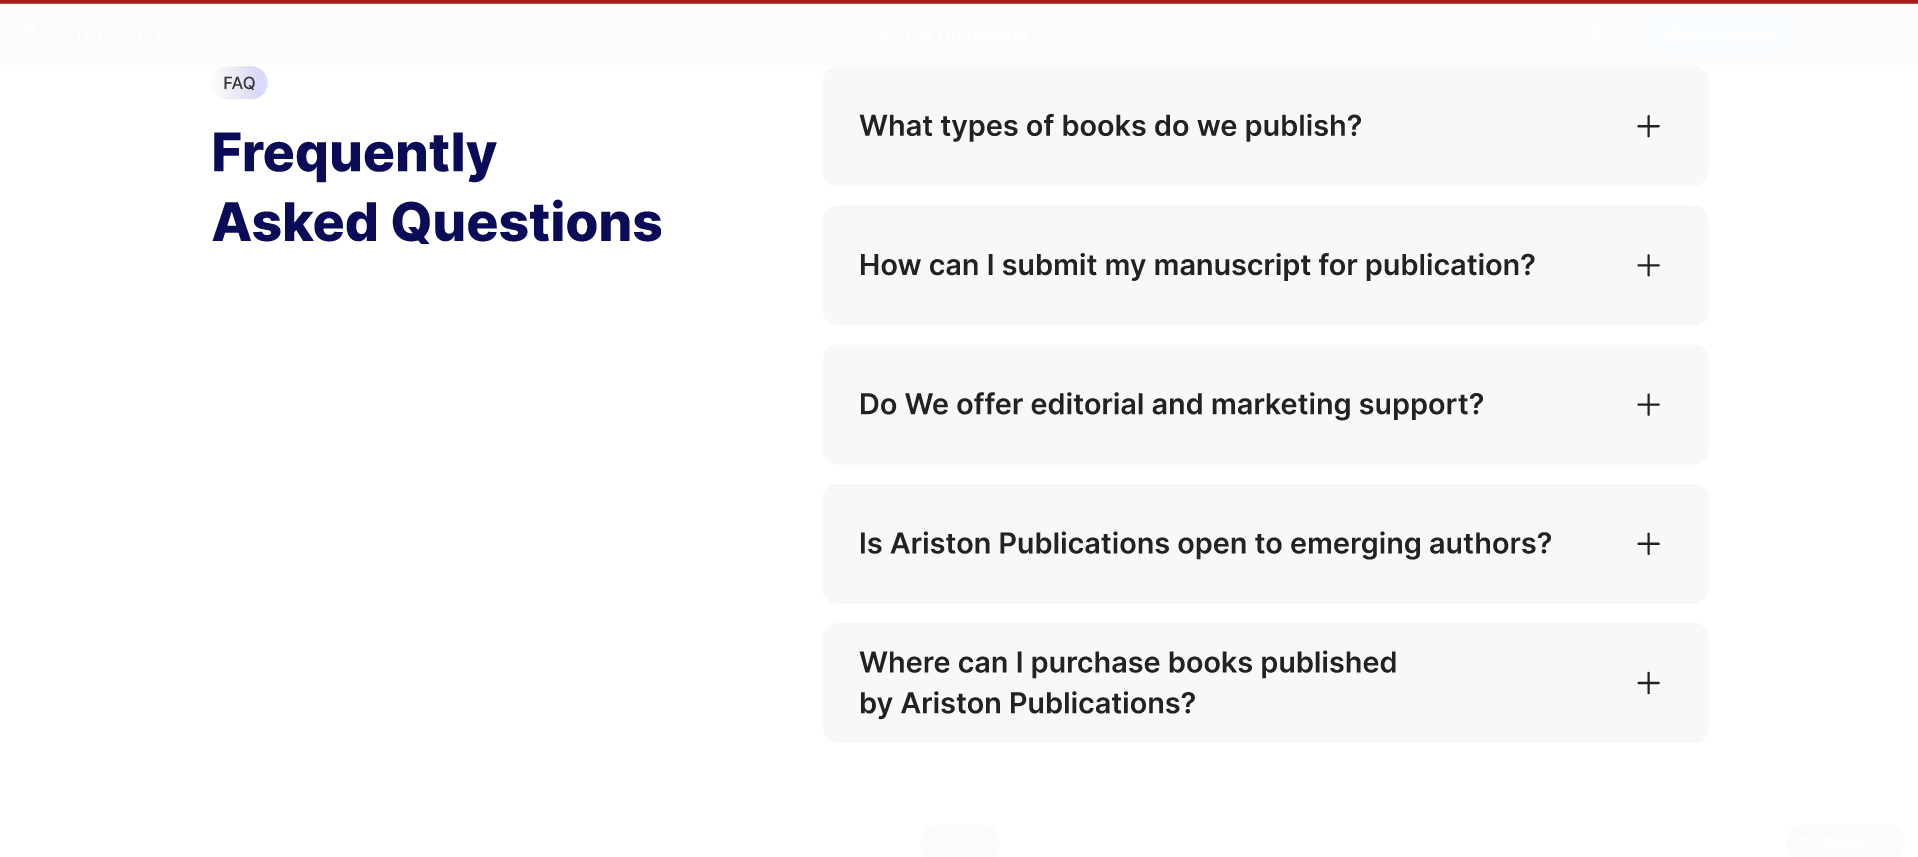 Ariston Homepage
FAQ
Frequently
Asked Questions
What types of books do we publish?
How can I submit my manuscript for publication?
Do We offer editorial and marketing support?
Is Ariston Publications open to emerging authors?
Where can I purchase books published
by Ariston Publications?